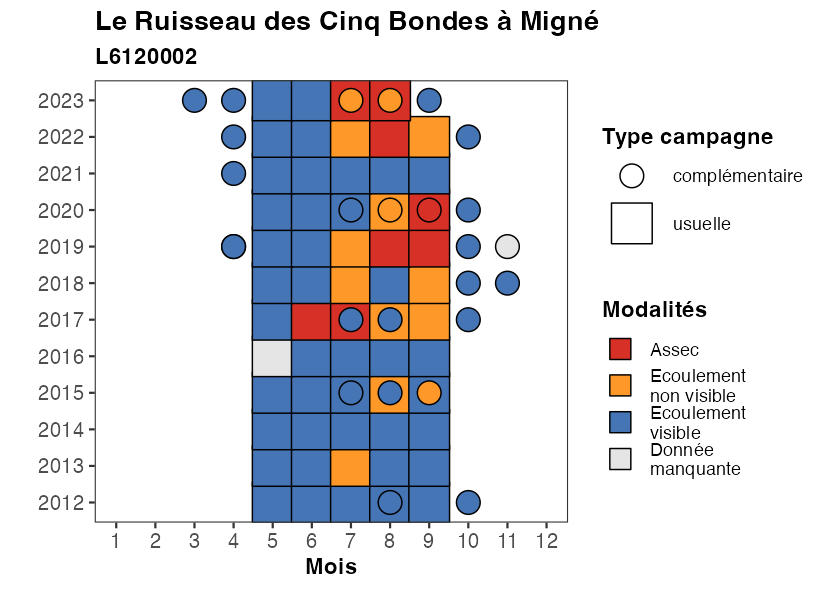 Le Ruisseau des Cinq Bondes à Migné
L6120002
2023
2022
2021
2020
2019
2018
2017
2016
2015
2014
2013
2012
1 2 3 4 5 6 7 8 9 10 11 12
Mois
Type campagne
complémentaire
usuelle
Modalités
Assec
Ecoulement
non visible
Ecoulement
visible
Donnée
manquante